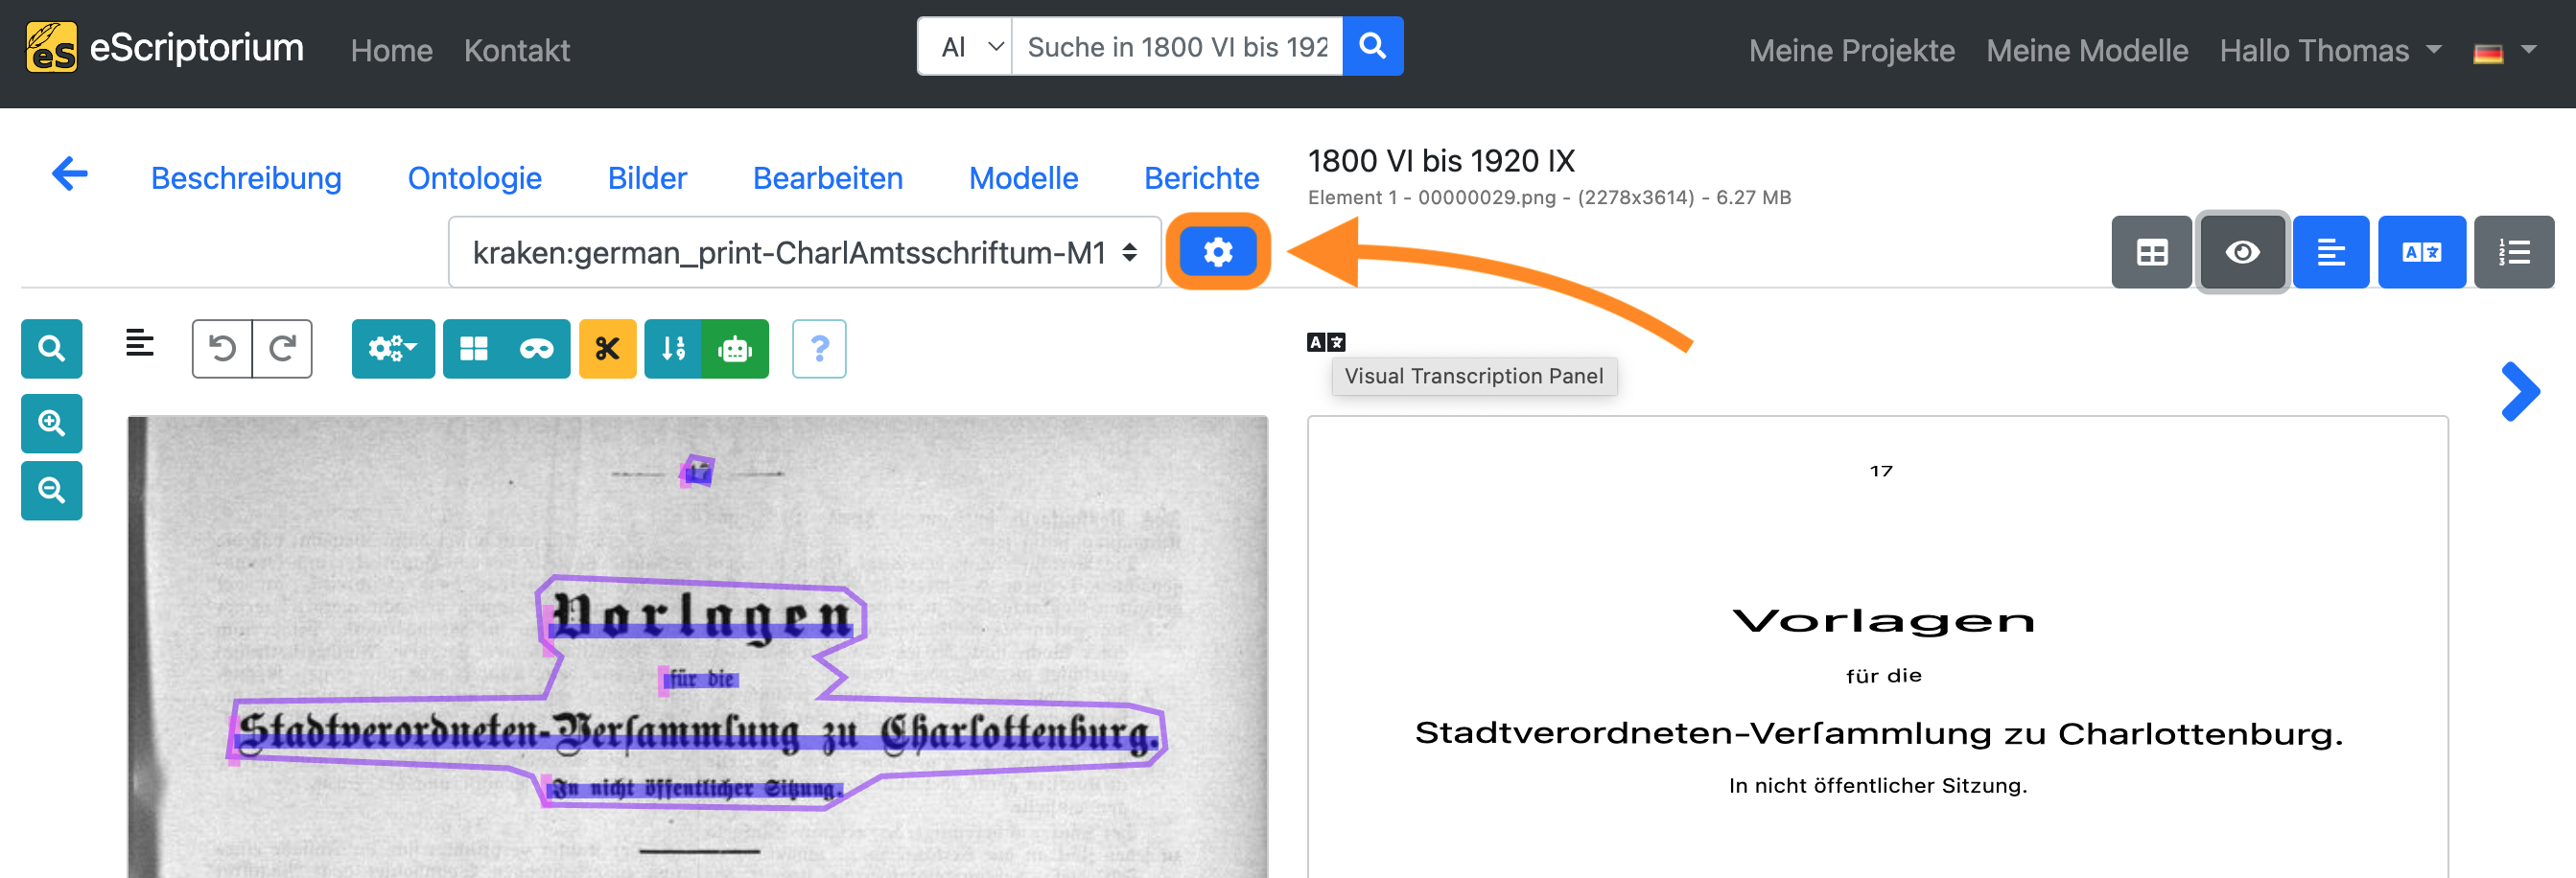 eScriptorium
Home
Kontakt
Al
Suche in 1800 VI bis 192
Meine Projekte
Meine Modelle
Hallo Thomas
Beschreibung
Ontologie
Bilder
Bearbeiten
Modelle
Berichte
1800 VI bis 1920 IX
Element 1 - 00000029.png - (2278x3614) - 6.27 MB
kraken:german_print-CharlAmtsschriftum-M1
Visual Transcription Panel
17
Vorlagen
für die
Stadtverordneten-Verſammlung zu Charlottenburg.
In nicht öffentlicher Sitzung.
17
Vorlagen
für die
Stadtverordneten-Verſammlung zu Charlottenburg.
In nicht öffentlicher Sitzung.